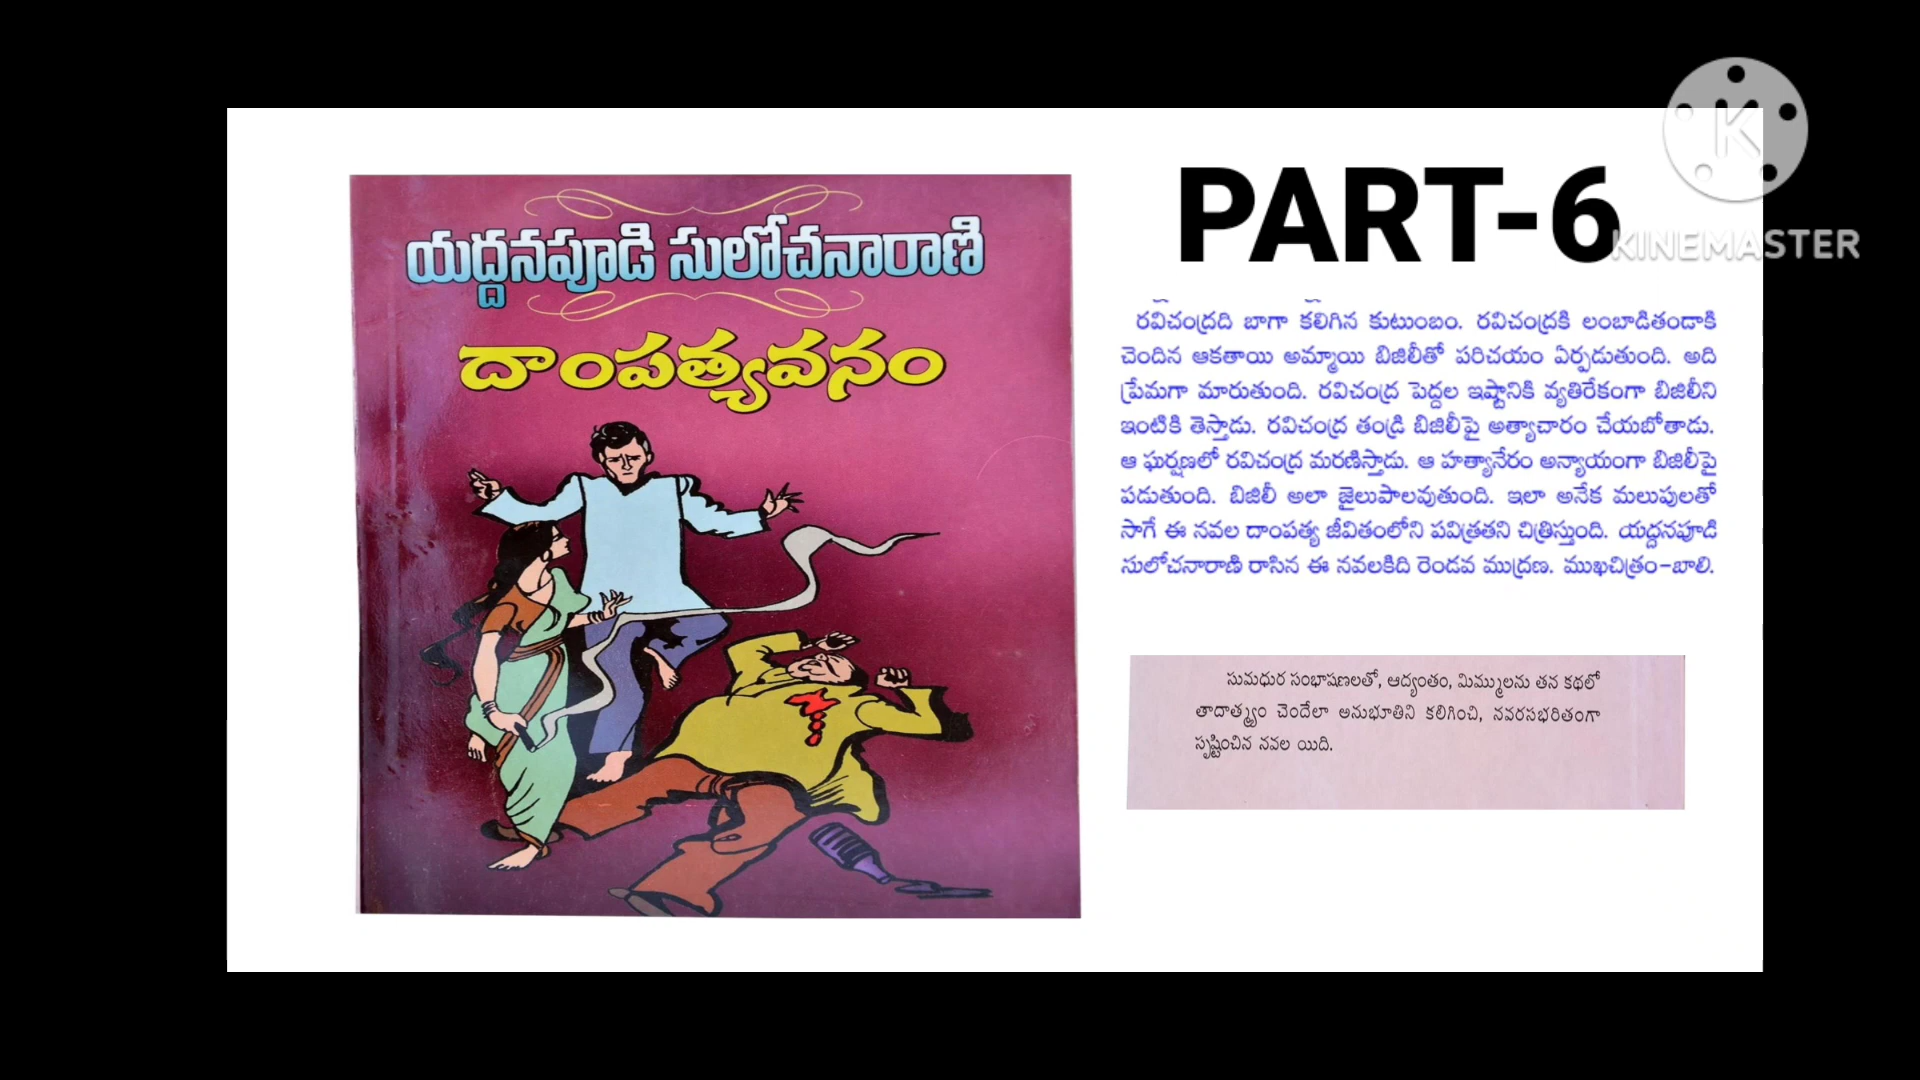 యద్దనపూడి సులోచనారాణి
దాంపత్యవనం
PART-6
KINEMASTER
రవిచంద్రది బాగా కలిగిన కుటుంబం. రవిచంద్రకి లంబాడితండాకి
చెందిన ఆకతాయి అమ్మాయి బిజిలీతో పరిచయం ఏర్పడుతుంది. అది
ప్రేమగా మారుతుంది. రవిచంద్ర పెద్దల ఇష్టానికి వ్యతిరేకంగా బిజిలీని
ఇంటికి తెస్తాడు. రవిచంద్ర తండ్రి బిజిలీపై అత్యాచారం చేయబోతాడు.
ఆ ఘర్షణలో రవిచంద్ర మరణిస్తాడు. ఆ హత్యానేరం అన్యాయంగా బిజిలీపై
పడుతుంది. బిజిలీ అలా జైలుపాలవుతుంది. ఇలా అనేక మలుపులతో
సాగే ఈ నవల దాంపత్య జీవితంలోని పవిత్రతని చిత్రిస్తుంది. యద్దనపూడి
సులోచనారాణి రాసిన ఈ నవలకిది రెండవ ముద్రణ. ముఖచిత్రం-బాలి.
సుమధుర సంభాషణలతో, ఆద్యంతం, మిమ్ములను తన కథలో
తాదాత్మ్యం చెందేలా అనుభూతిని కలిగించి, నవరసభరితంగా
సృష్టించిన నవల యిది.